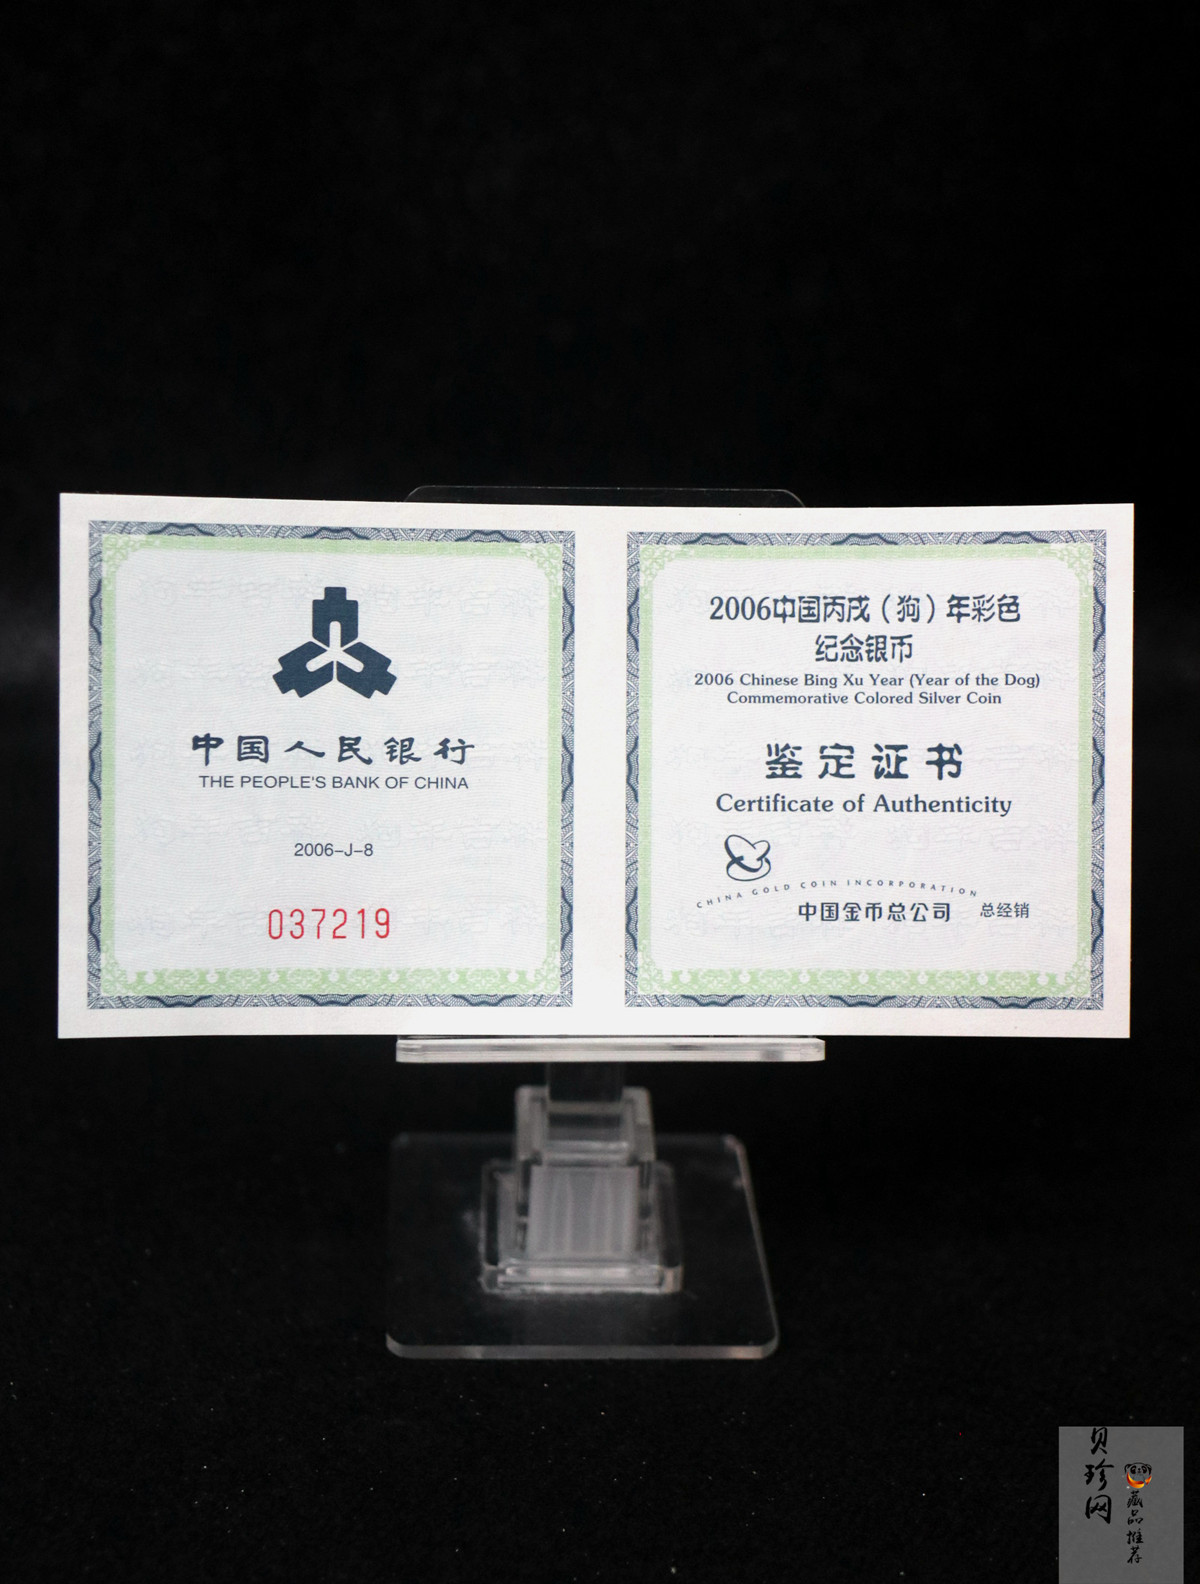 中国人民银行
THE PEOPLE'S BANK OF CHINA
2006-J-8
037219
2006中国丙戌（狗）年彩色
纪念银币
2006 Chinese Bing Xu Year (Year of the Dog)
Commemorative Colored Silver Coin
鉴定证书
Certificate of Authenticity
CHINA GOLD COIN INCORPORATION
中国金币总公司 总经销
贝珍网
藏品推荐